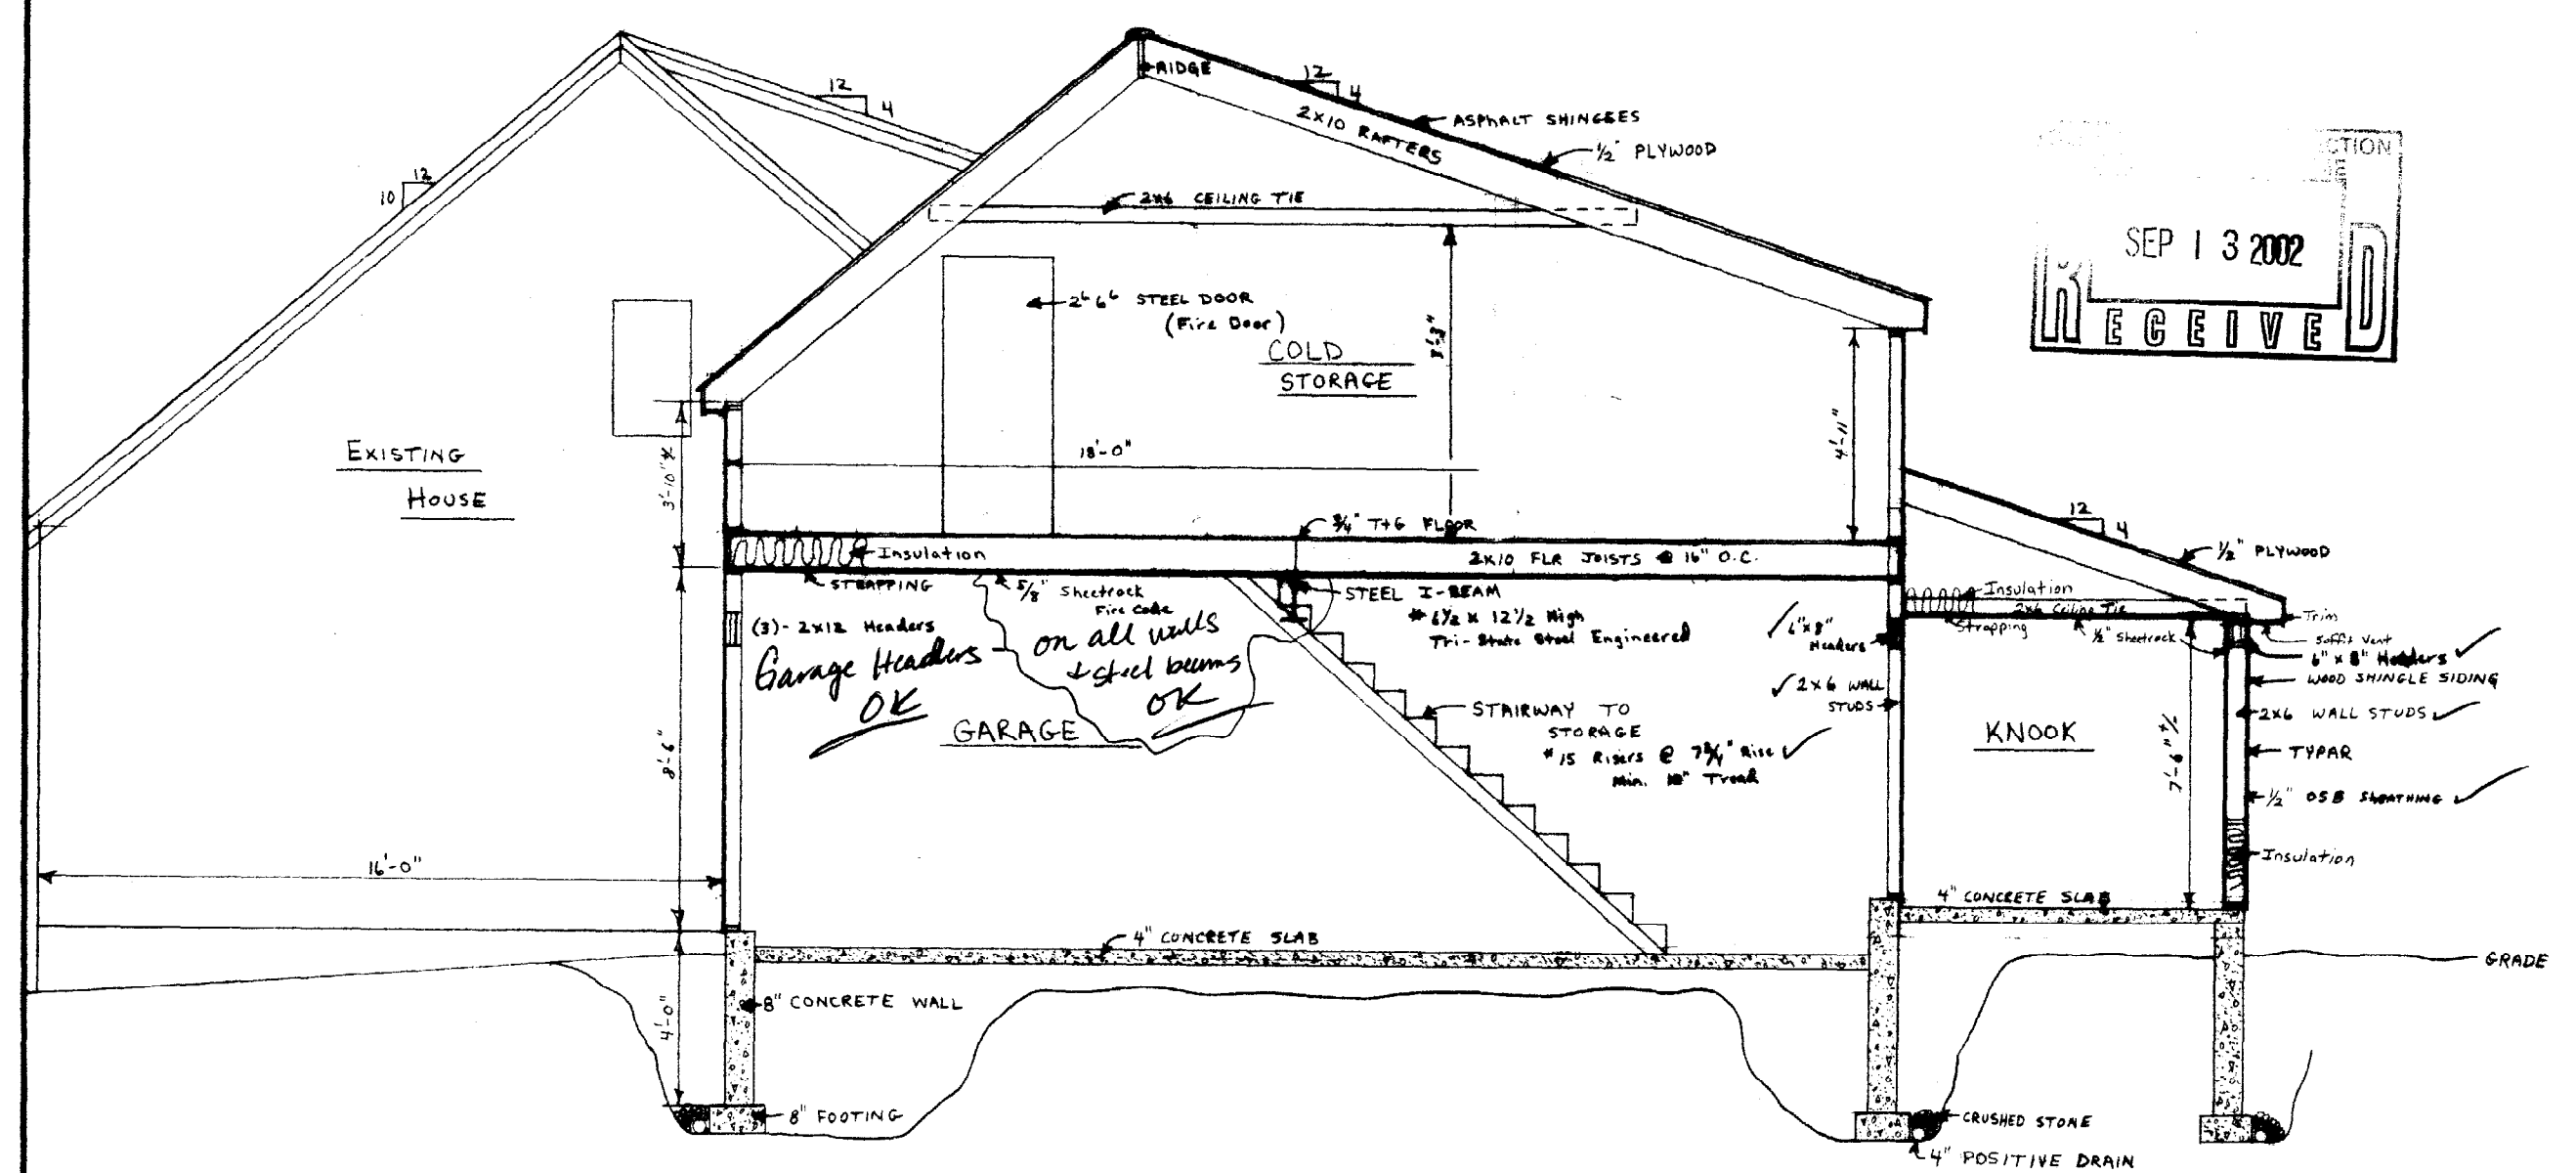 12
4
RIDGE
12
4
2X10 RAFTERS
ASPHALT SHINGLES
1/2" PLYWOOD
12
10
2X6 CEILING TIE
CTION
SEP 1 3 2002
RECEIVED
2'6" 6'6" STEEL DOOR
(Fire Door)
COLD
STORAGE
4'-11"
EXISTING
HOUSE
18'-0"
3'-10"
3/4" T+G FLOOR
Insulation
2X10 FLR JOISTS @ 16" O.C.
STRAPPING
5/8" Sheetrock
Fire Code
on all walls
+ steel beams
OK
(3)- 2X12 Headers
Garage Headers
OK
STEEL I-BEAM
* 6 1/2 X 12 1/2 High
Tri-State Steel Engineered
6"x8"
Headers
2X6 WALL
STUDS
GARAGE
STAIRWAY TO
STORAGE
# 15 Risers @ 7 3/4" Rise
Min. 10" Tread
8'-6"
12
4
1/2" PLYWOOD
Insulation
2x6 Ceiling Tie
Strapping
1/2" Sheetrock
Trim
Soffit Vent
6" X 8" Headers
WOOD SHINGLE SIDING
2X6 WALL STUDS
TYPAR
1/2" OSB SHEATHING
Insulation
KNOOK
7'-6"
4" CONCRETE SLAB
16'-0"
4" CONCRETE SLAB
GRADE
8" CONCRETE WALL
4'-0"
8" FOOTING
CRUSHED STONE
4" POSITIVE DRAIN